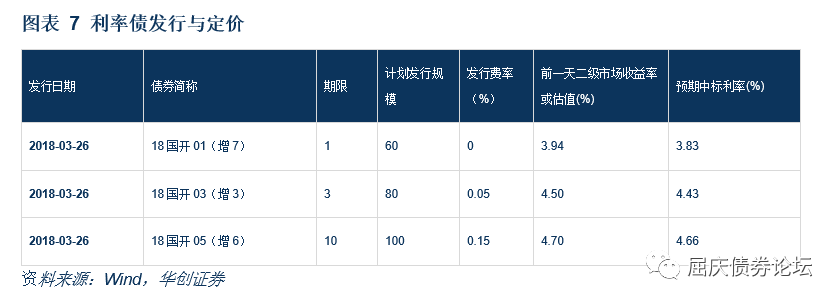 图表 7 利率债发行与定价
发行日期 债券简称 期限 计划发行规模 发行费率（%） 前一天二级市场收益率或估值(%) 预期中标利率(%)
2018-03-26 18国开01（增7） 1 60 0 3.94 3.83
2018-03-26 18国开03（增3） 3 80 0.05 4.50 4.43
2018-03-26 18国开05（增6） 10 100 0.15 4.70 4.66
资料来源：Wind，华创证券
屈庆债券论坛